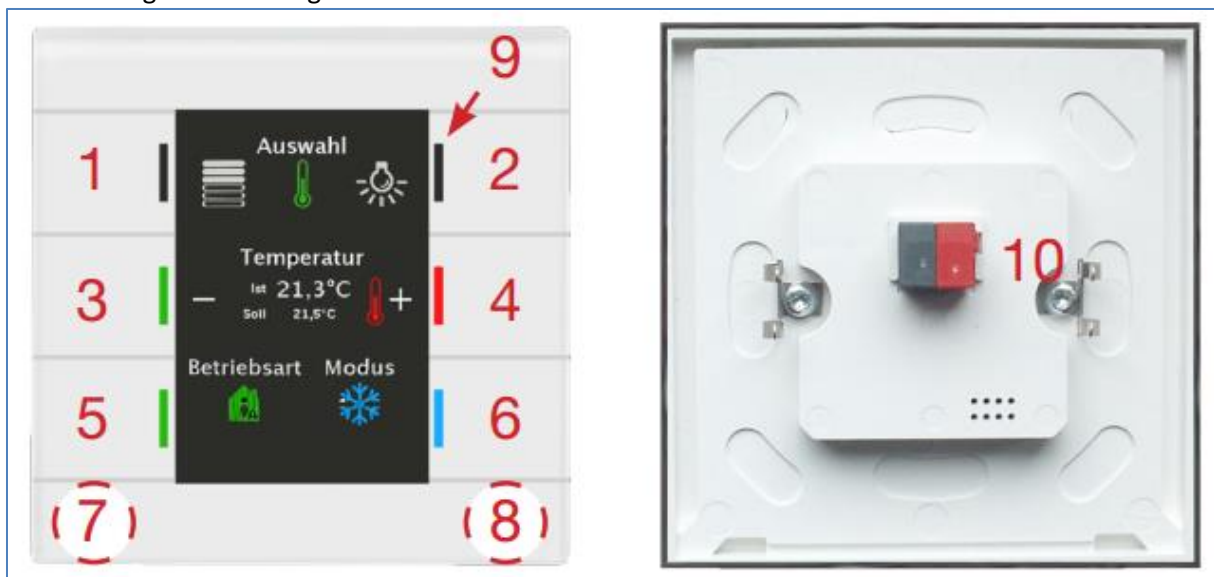 9
1
Auswahl
2
3
Temperatur
Ist 21,3°C
− +
Soll 21,5°C
4
10
Betriebsart Modus
5
6
7
8